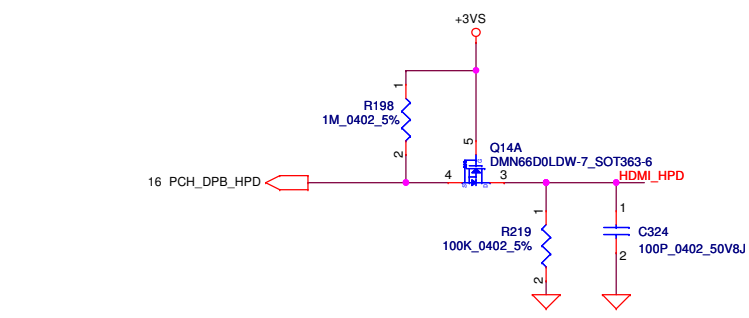 +3VS
1
R198
1M_0402_5%
2
5
Q14A
DMN66D0LDW-7_SOT363-6
G
S
D
16 PCH_DPB_HPD
4
3
HDMI_HPD
1
R219
100K_0402_5%
2
1
C324
100P_0402_50V8J
2